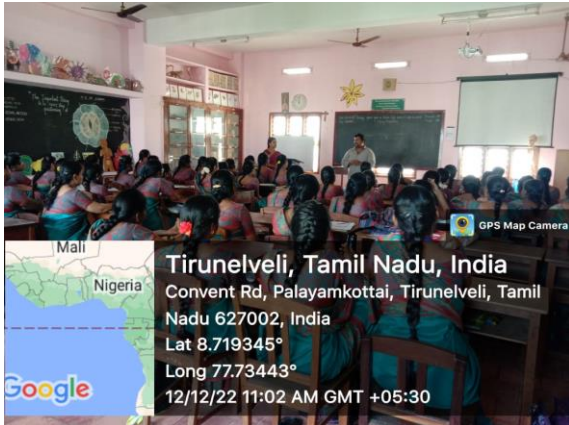 GPS Map Camera
Mali
Nigeria
Google
Tirunelveli, Tamil Nadu, India
Convent Rd, Palayamkottai, Tirunelveli, Tamil
Nadu 627002, India
Lat 8.719345°
Long 77.73443°
12/12/22 11:02 AM GMT +05:30